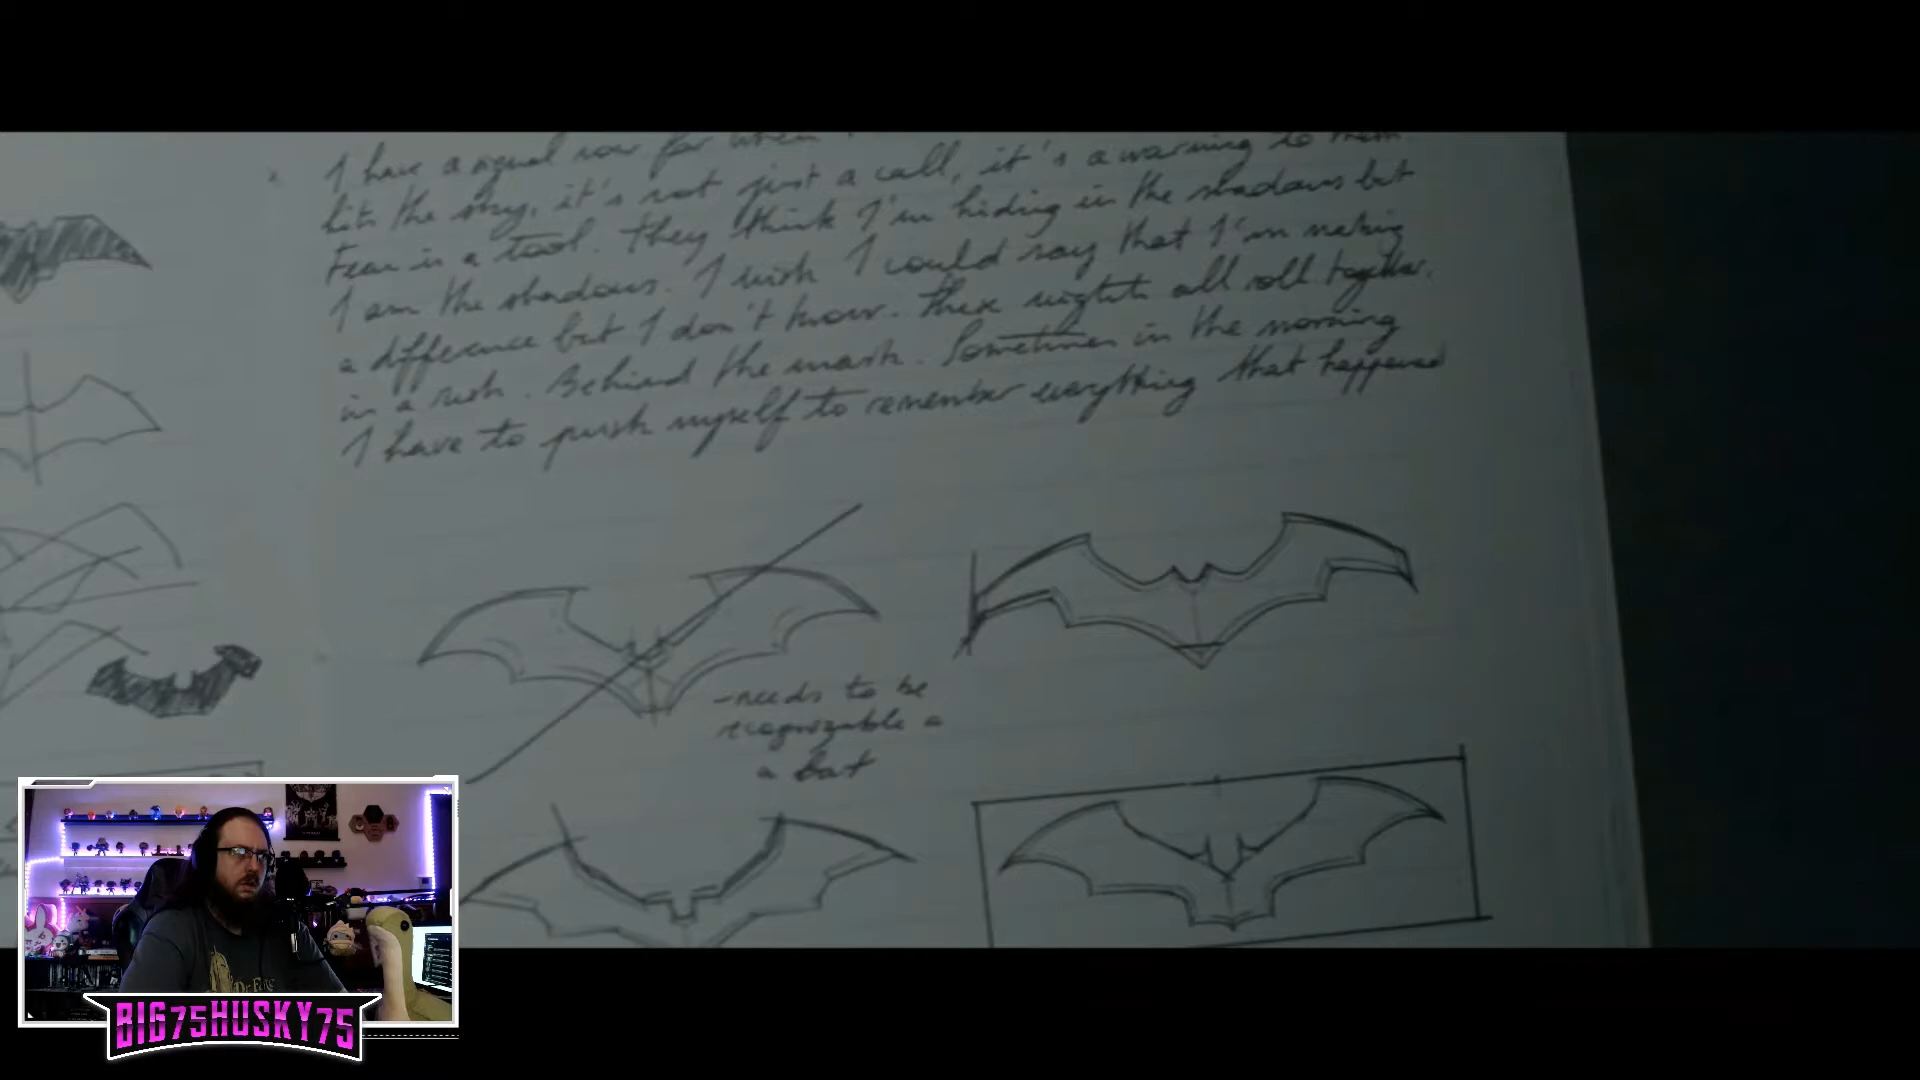 I have a signal now for when
hits the sky, it's not just a call, it's a warning to them
Fear is a tool. They think I'm hiding in the shadows but
I am the shadows. I wish I could say that I'm making
a difference but I don't know. These nights all roll together.
in a rush. Behind the mask. Sometimes in the morning
I have to push myself to remember everything that happened
-needs to be
recognizable a
a bat
BIG75HUSKY75